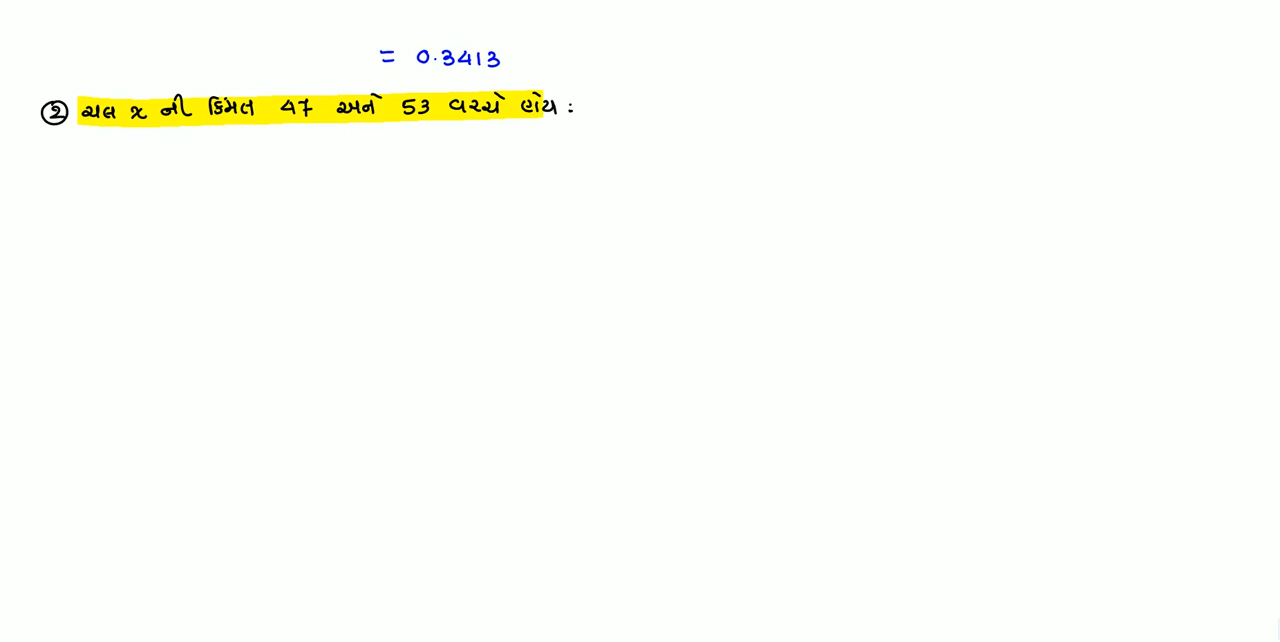 = 0.3413
② ચલ x ની કિંમત 47 અને 53 વચ્ચે હોય :